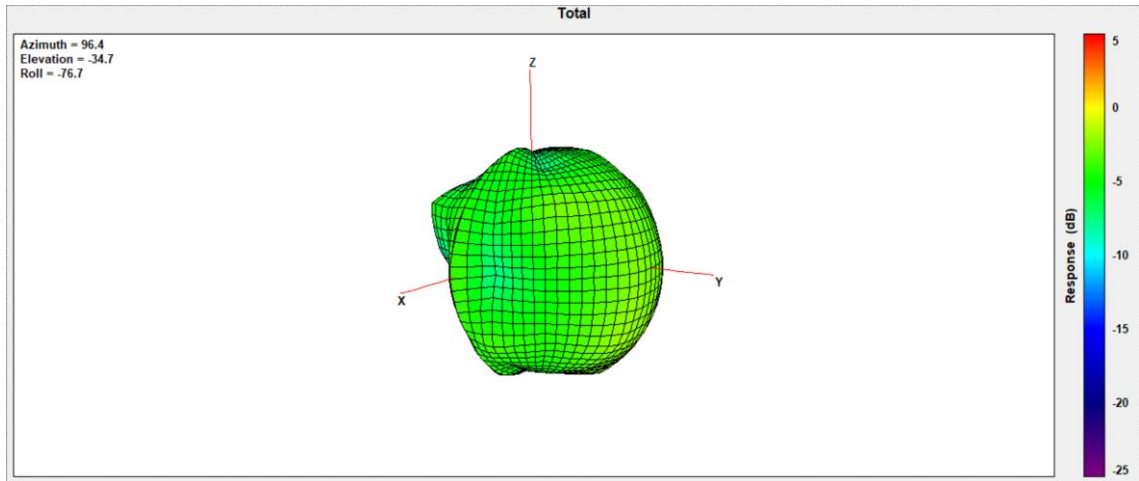 Total
Azimuth = 96.4
Elevation = -34.7
Roll = -76.7
Z
X
Y
5
0
-5
-10
-15
-20
-25
Response (dB)